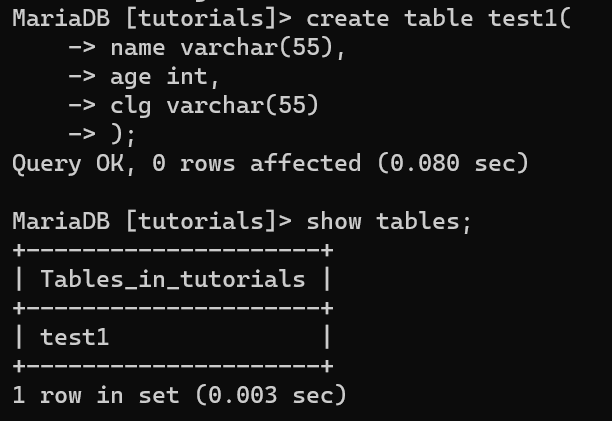 MariaDB [tutorials]> create table test1(
    -> name varchar(55),
    -> age int,
    -> clg varchar(55)
    -> );
Query OK, 0 rows affected (0.080 sec)

MariaDB [tutorials]> show tables;
+---------------------+
| Tables_in_tutorials |
+---------------------+
| test1               |
+---------------------+
1 row in set (0.003 sec)